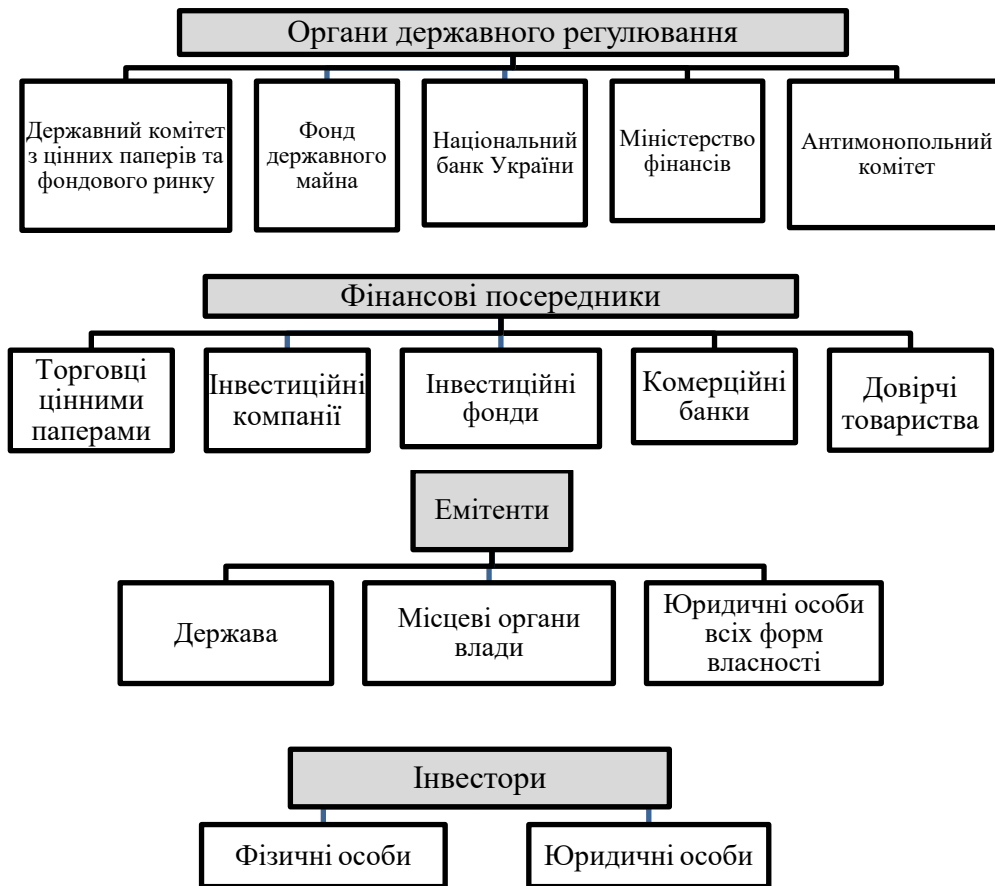 Органи державного регулювання
Державний комітет
з цінних паперів та
фондового ринку
Фонд
державного
майна
Національний
банк України
Міністерство
фінансів
Антимонопольний
комітет
Фінансові посередники
Торговці
цінними
паперами
Інвестиційні
компанії
Інвестиційні
фонди
Комерційні
банки
Довірчі
товариства
Емітенти
Держава
Місцеві органи
влади
Юридичні особи
всіх форм
власності
Інвестори
Фізичні особи
Юридичні особи